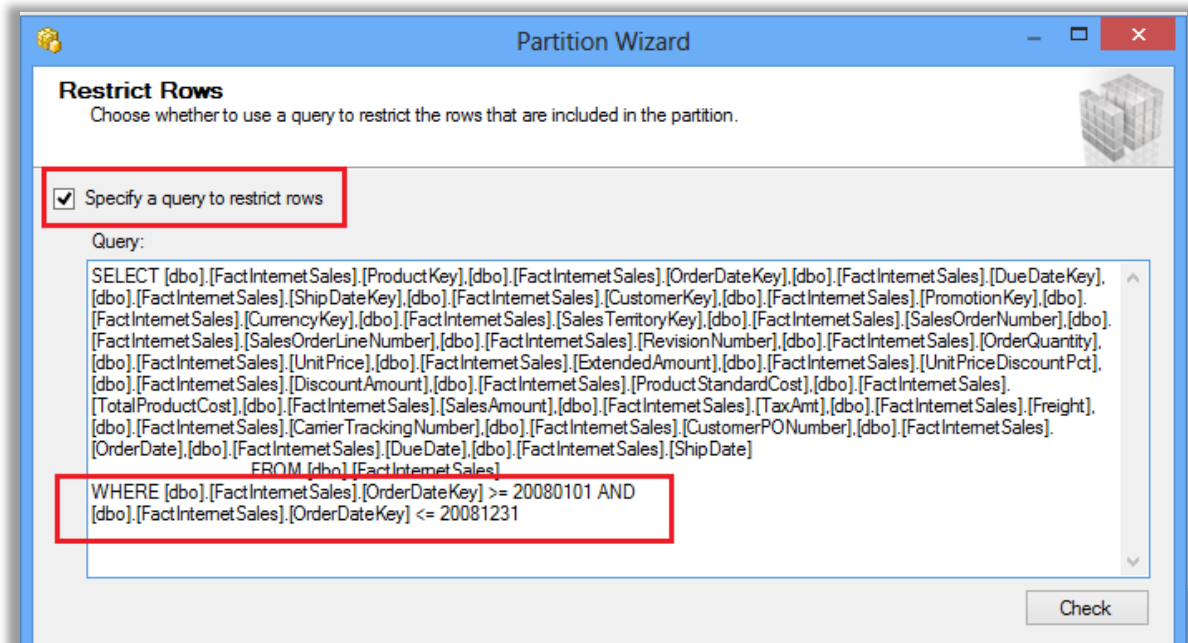 Partition Wizard
Restrict Rows
Choose whether to use a query to restrict the rows that are included in the partition.
Specify a query to restrict rows
Query:
SELECT [dbo].[FactInternetSales].[ProductKey],[dbo].[FactInternetSales].[OrderDateKey],[dbo].[FactInternetSales].[DueDateKey],
[dbo].[FactInternetSales].[ShipDateKey],[dbo].[FactInternetSales].[CustomerKey],[dbo].[FactInternetSales].[PromotionKey],[dbo].
[FactInternetSales].[CurrencyKey],[dbo].[FactInternetSales].[SalesTerritoryKey],[dbo].[FactInternetSales].[SalesOrderNumber],[dbo].
[FactInternetSales].[SalesOrderLineNumber],[dbo].[FactInternetSales].[RevisionNumber],[dbo].[FactInternetSales].[OrderQuantity],
[dbo].[FactInternetSales].[UnitPrice],[dbo].[FactInternetSales].[ExtendedAmount],[dbo].[FactInternetSales].[UnitPriceDiscountPct],
[dbo].[FactInternetSales].[DiscountAmount],[dbo].[FactInternetSales].[ProductStandardCost],[dbo].[FactInternetSales].
[TotalProductCost],[dbo].[FactInternetSales].[SalesAmount],[dbo].[FactInternetSales].[TaxAmt],[dbo].[FactInternetSales].[Freight],
[dbo].[FactInternetSales].[CarrierTrackingNumber],[dbo].[FactInternetSales].[CustomerPONumber],[dbo].[FactInternetSales].
[OrderDate],[dbo].[FactInternetSales].[DueDate],[dbo].[FactInternetSales].[ShipDate]
FROM [dbo].[FactInternetSales]
WHERE [dbo].[FactInternetSales].[OrderDateKey] >= 20080101 AND
[dbo].[FactInternetSales].[OrderDateKey] <= 20081231
Check